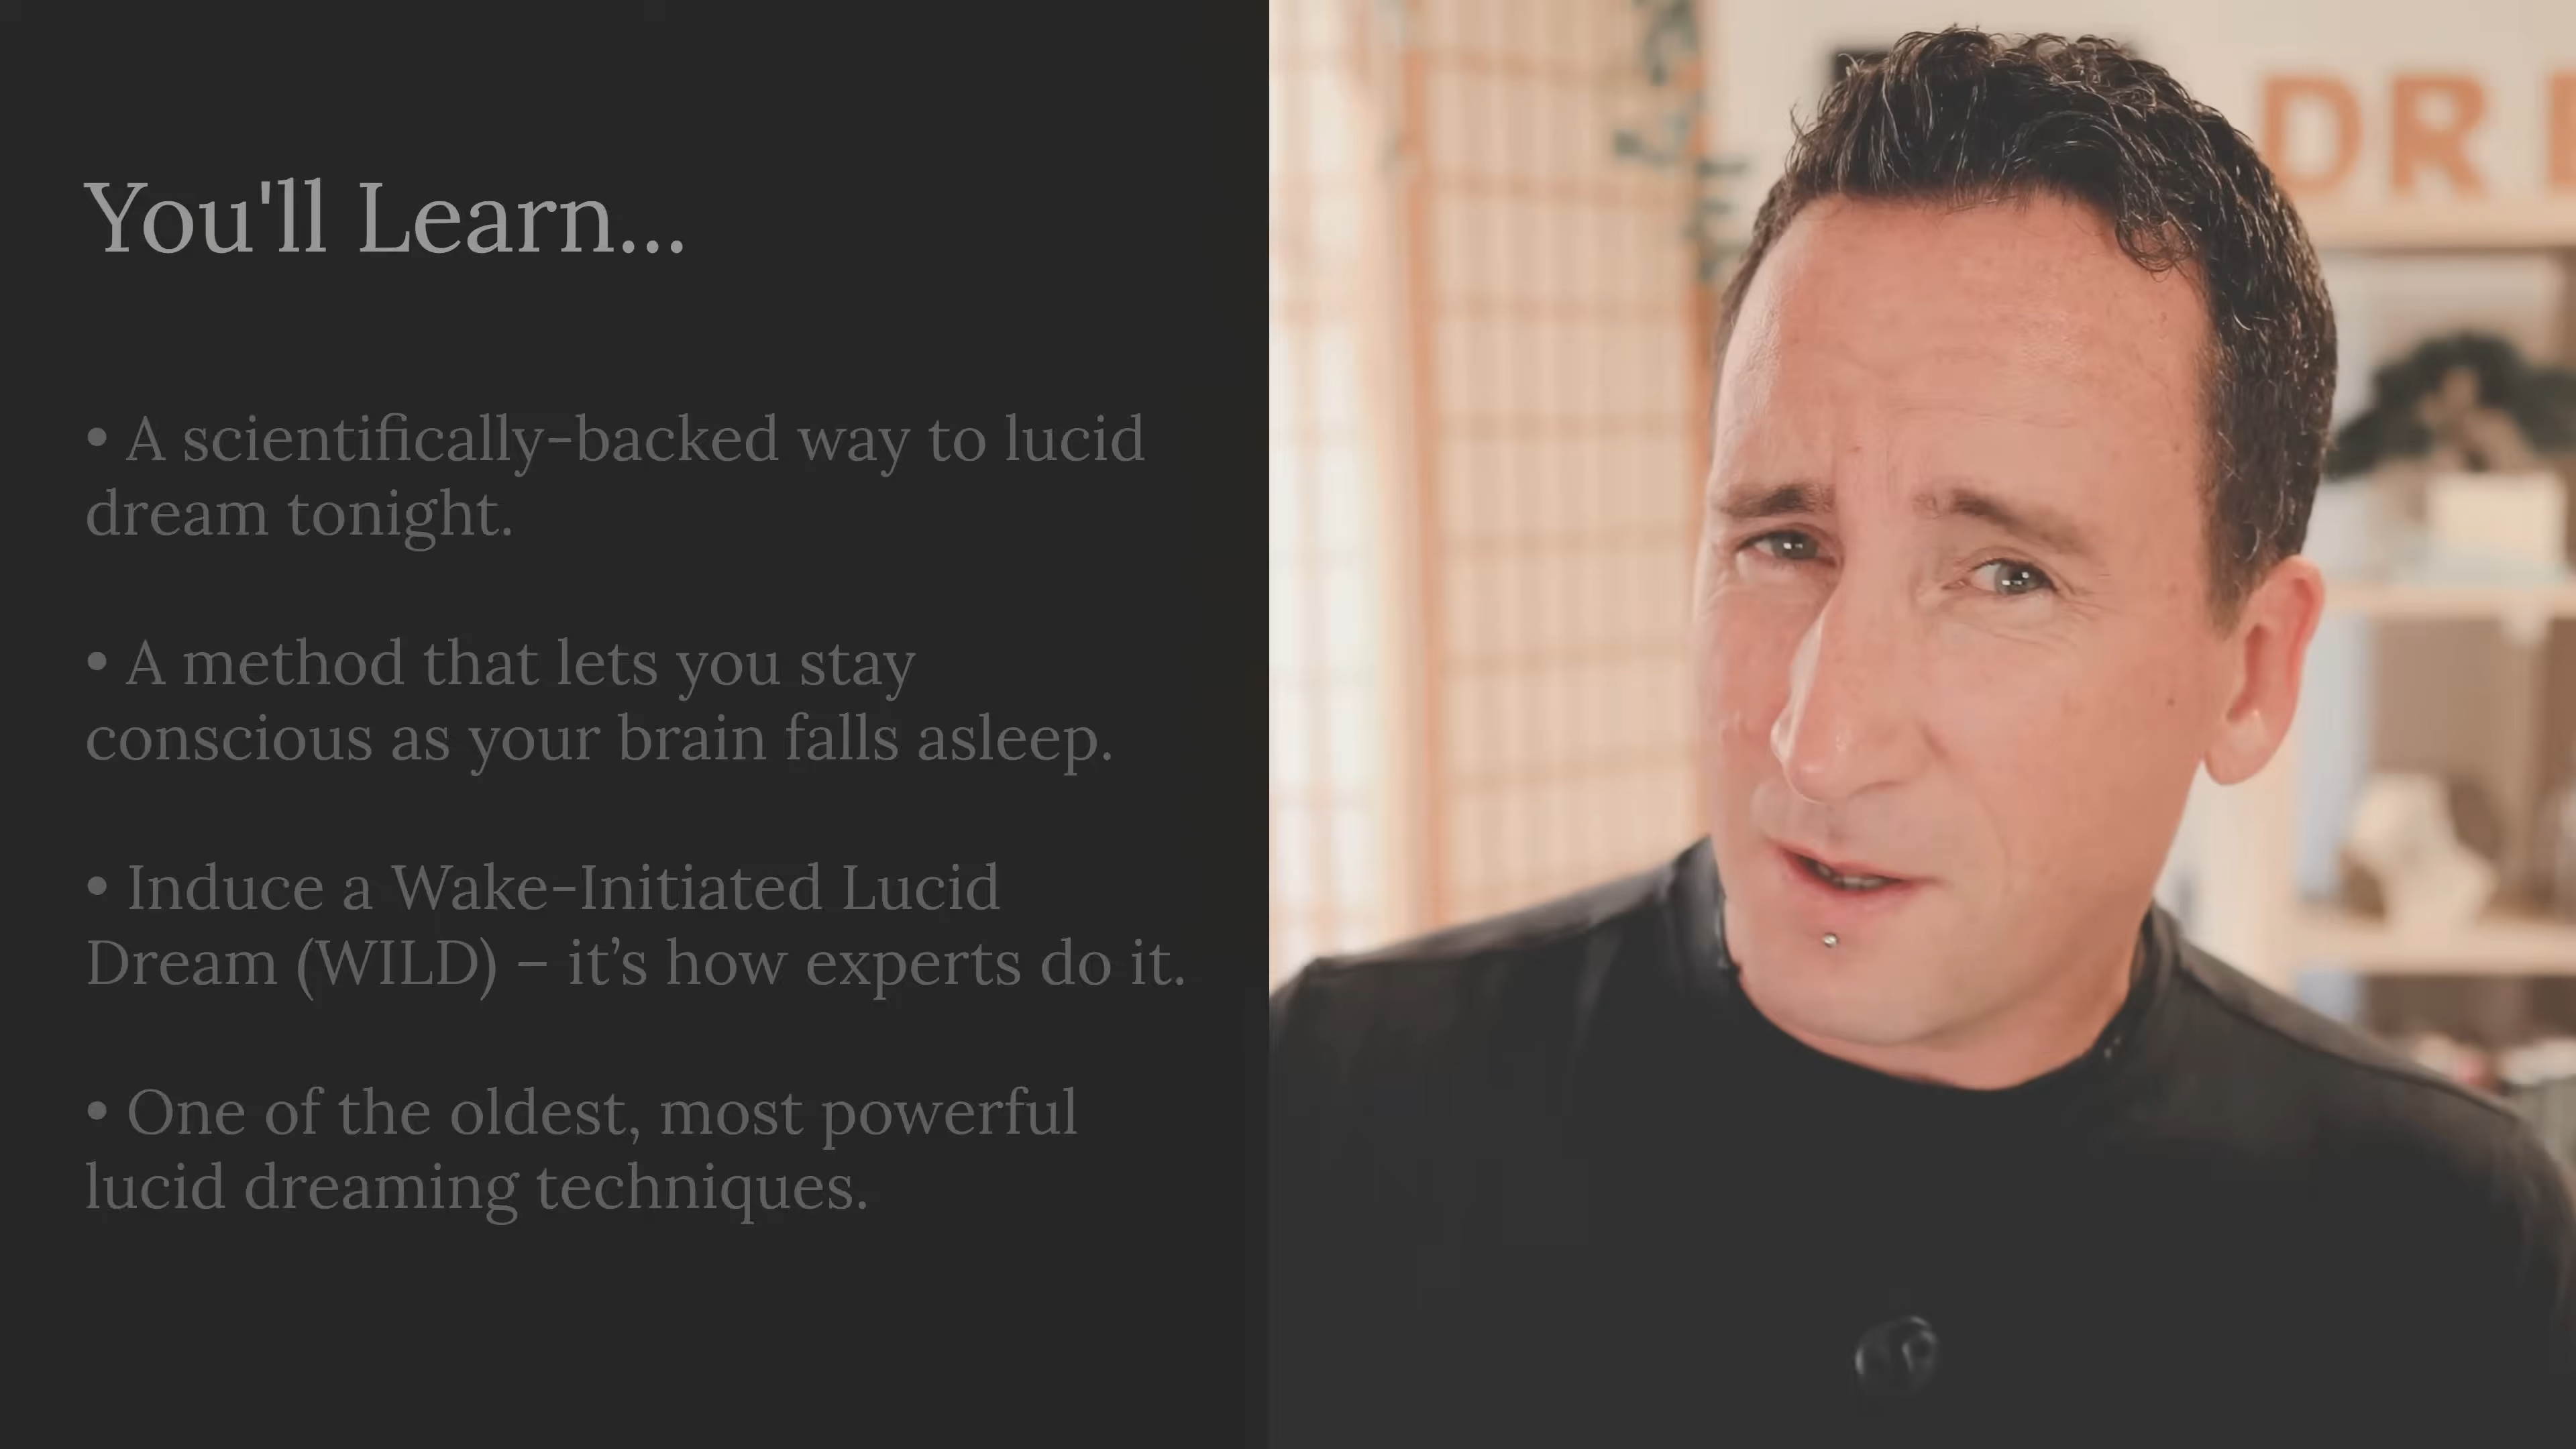 You'll Learn...
• A scientifically-backed way to lucid
dream tonight.
• A method that lets you stay
conscious as your brain falls asleep.
• Induce a Wake-Initiated Lucid
Dream (WILD) – it’s how experts do it.
• One of the oldest, most powerful
lucid dreaming techniques.
DR